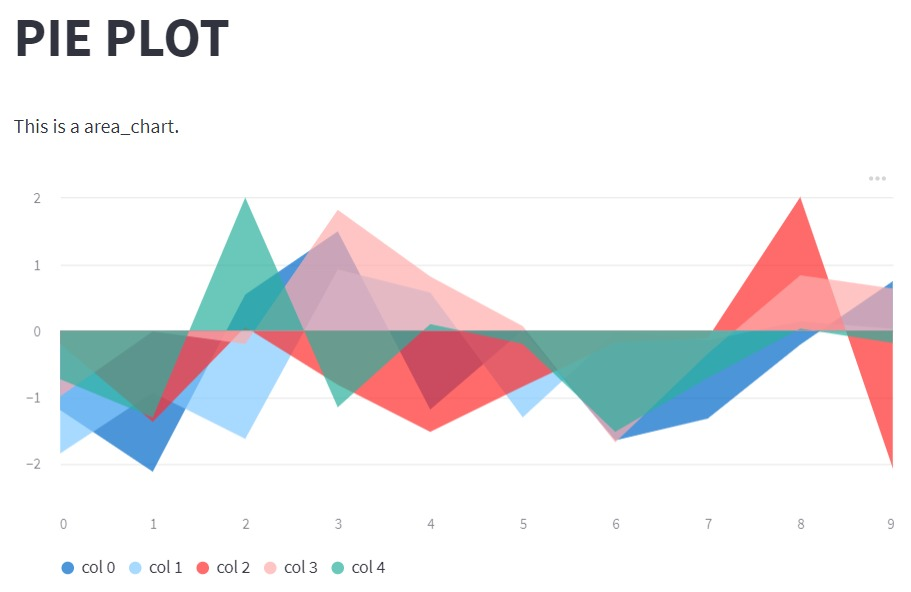 PIE PLOT
This is a area_chart.
2
1
0
−1
−2
0 1 2 3 4 5 6 7 8 9
col 0 col 1 col 2 col 3 col 4